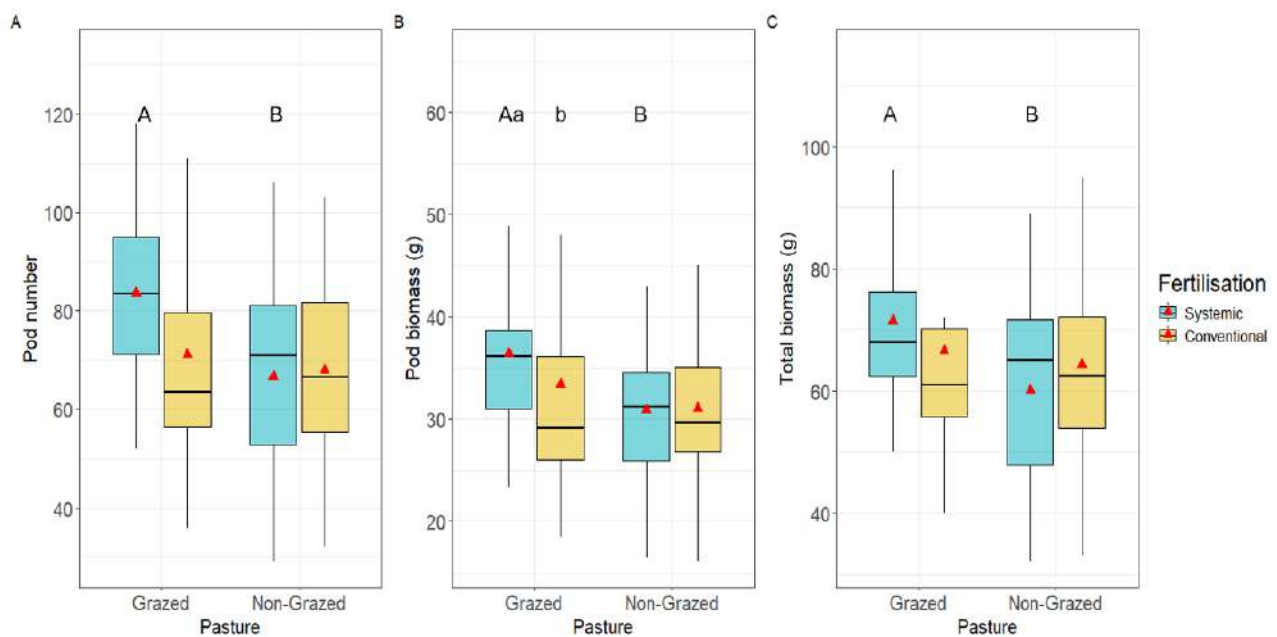 A
Pod number
120
100
80
60
40
A
B
Grazed
Non-Grazed
Pasture
B
Pod biomass (g)
60
50
40
30
20
Aa
b
B
Grazed
Non-Grazed
Pasture
C
Total biomass (g)
100
80
60
40
A
B
Grazed
Non-Grazed
Pasture
Fertilisation
Systemic
Conventional